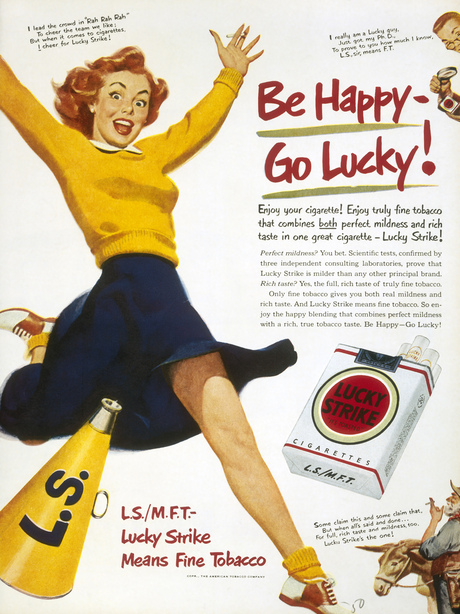 I lead the crowd in "Rah Rah Rah"
To cheer the team we like;
But when it comes to cigarettes,
I cheer for Lucky Strike!
I really am a Lucky guy,
Just got my Ph.D.,
To prove to you how much I know,
L.S., sir, means F.T.
Be Happy-
Go Lucky!
Enjoy your cigarette! Enjoy truly fine tobacco
that combines both perfect mildness and rich
taste in one great cigarette - Lucky Strike!
Perfect mildness? You bet. Scientific tests, confirmed by
three independent consulting laboratories, prove that
Lucky Strike is milder than any other principal brand.
Rich taste? Yes, the full, rich taste of truly fine tobacco.
Only fine tobacco gives you both real mildness and
rich taste. And Lucky Strike means fine tobacco. So en-
joy the happy blending that combines perfect mildness
with a rich, true tobacco taste. Be Happy—Go Lucky!
LUCKY
STRIKE
CIGARETTES
L.S./M.F.T.
L.S.
L.S./M.F.T.-
Lucky Strike
Means Fine Tobacco
COPR., THE AMERICAN TOBACCO COMPANY
Some claim this and some claim that,
But when all's said and done...
For full, rich taste and mildness, too,
Lucky Strike's the one!
50